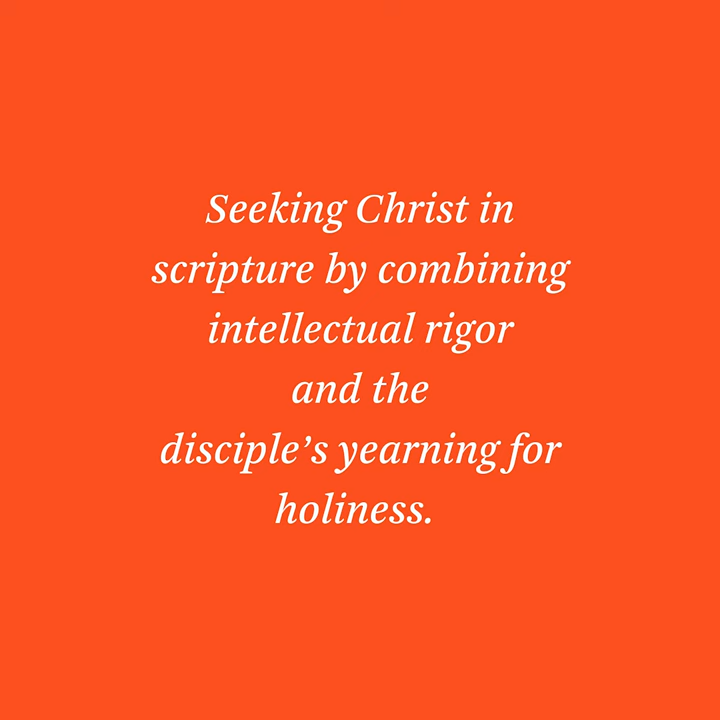 Seeking Christ in
scripture by combining
intellectual rigor
and the
disciple’s yearning for
holiness.